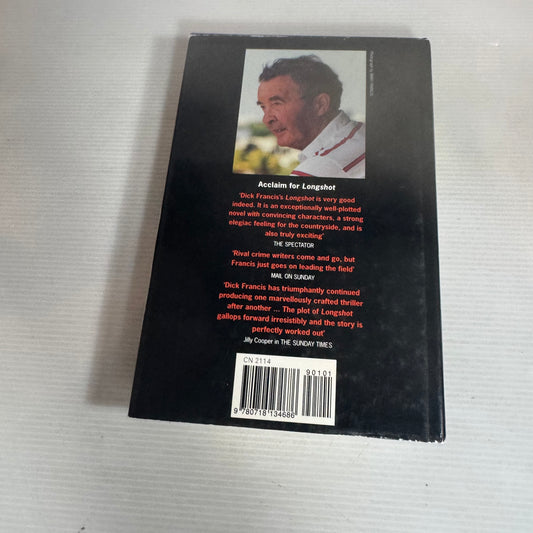 Acclaim for Longshot
'Dick Francis's Longshot is very good
indeed. It is an exceptionally well-plotted
novel with convincing characters, a strong
elegiac feeling for the countryside, and is
also truly exciting'
THE SPECTATOR
'Rival crime writers come and go, but
Francis just goes on leading the field'
MAIL ON SUNDAY
'Dick Francis has triumphantly continued
producing one marvellously crafted thriller
after another ... The plot of Longshot
gallops forward irresistibly and the story is
perfectly worked out'
Jilly Cooper in THE SUNDAY TIMES
CN 2114
90101
9 780718 134686